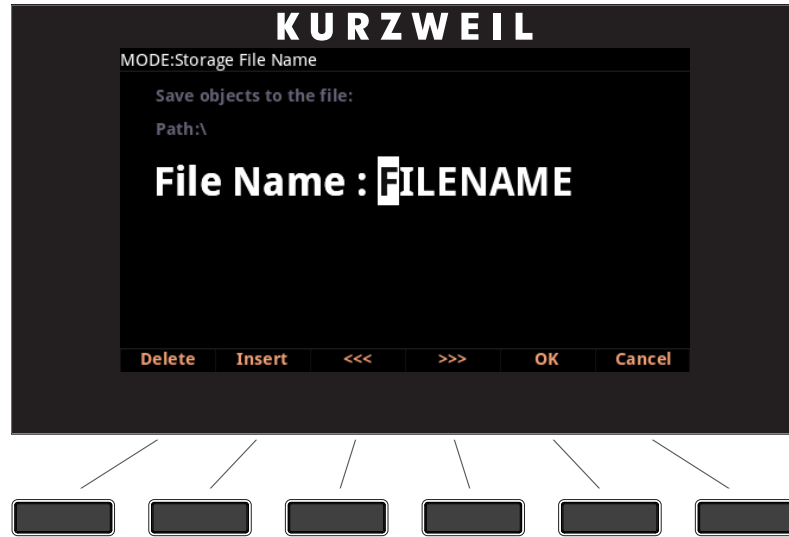 KURZWEIL
MODE:Storage File Name
Save objects to the file:
Path:\
File Name : FILENAME
Delete Insert <<< >>> OK Cancel